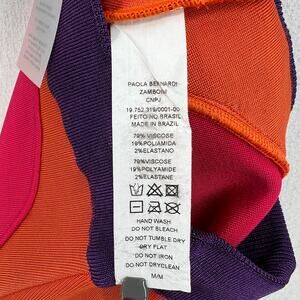 PAOLA BERNARDI
ZAMBONI
CNPJ
19.752.319/0001-00
FEITO NO BRASIL
MADE IN BRAZIL
79% VISCOSE
19% POLIAMIDA
2% ELASTANO
79% VISCOSE
19% POLYAMIDE
2% ELASTANE
HAND WASH
DO NOT BLEACH
DO NOT TUMBLE DRY
DRY FLAT
DO NOT IRON
DO NOT DRYCLEAN
M/M